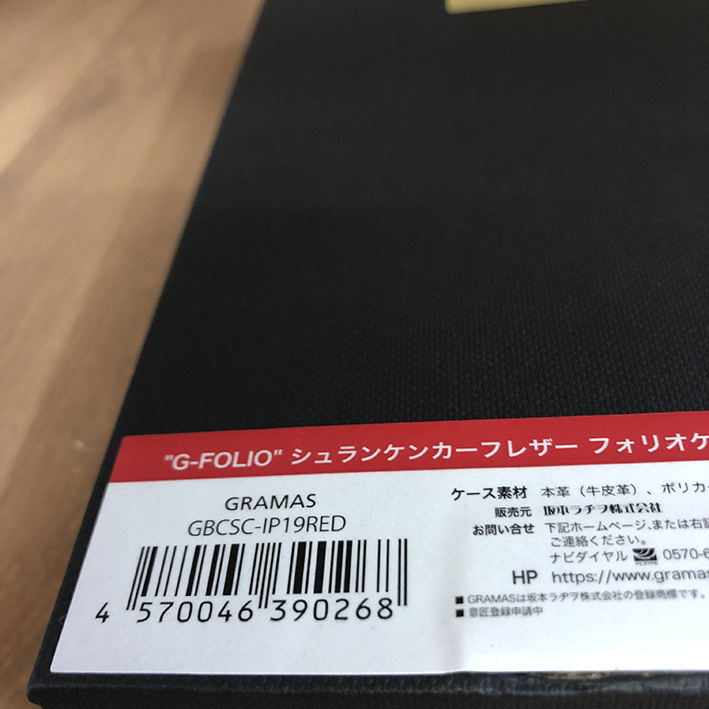 "G-FOLIO" シュランケンカーフレザー フォリオケ
GRAMAS
GBCSC-IP19RED
4 570046 390268
ケース素材 本革（牛皮革）、ポリカ
販売元 坂本ラヂヲ株式会社
お問い合せ 下記ホームページ、または右記
ご連絡ください。
ナビダイヤル 0570-6
HP https://www.gramas
■ GRAMASは坂本ラヂヲ株式会社の登録商標です。
■ 意匠登録申請中